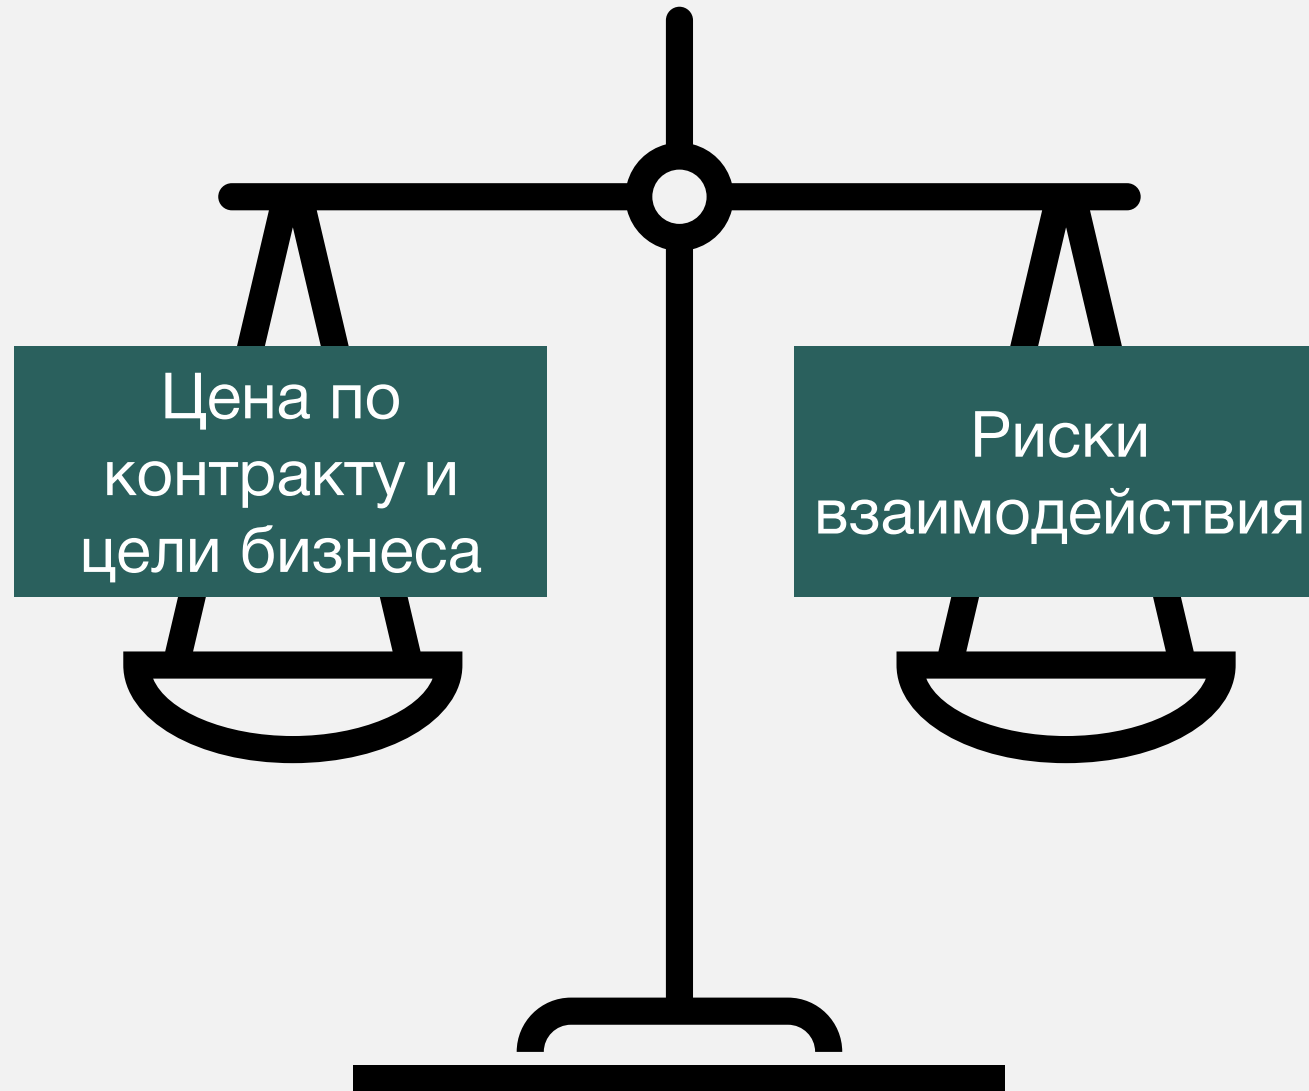 Цена по
контракту и
цели бизнеса
Риски
взаимодействия